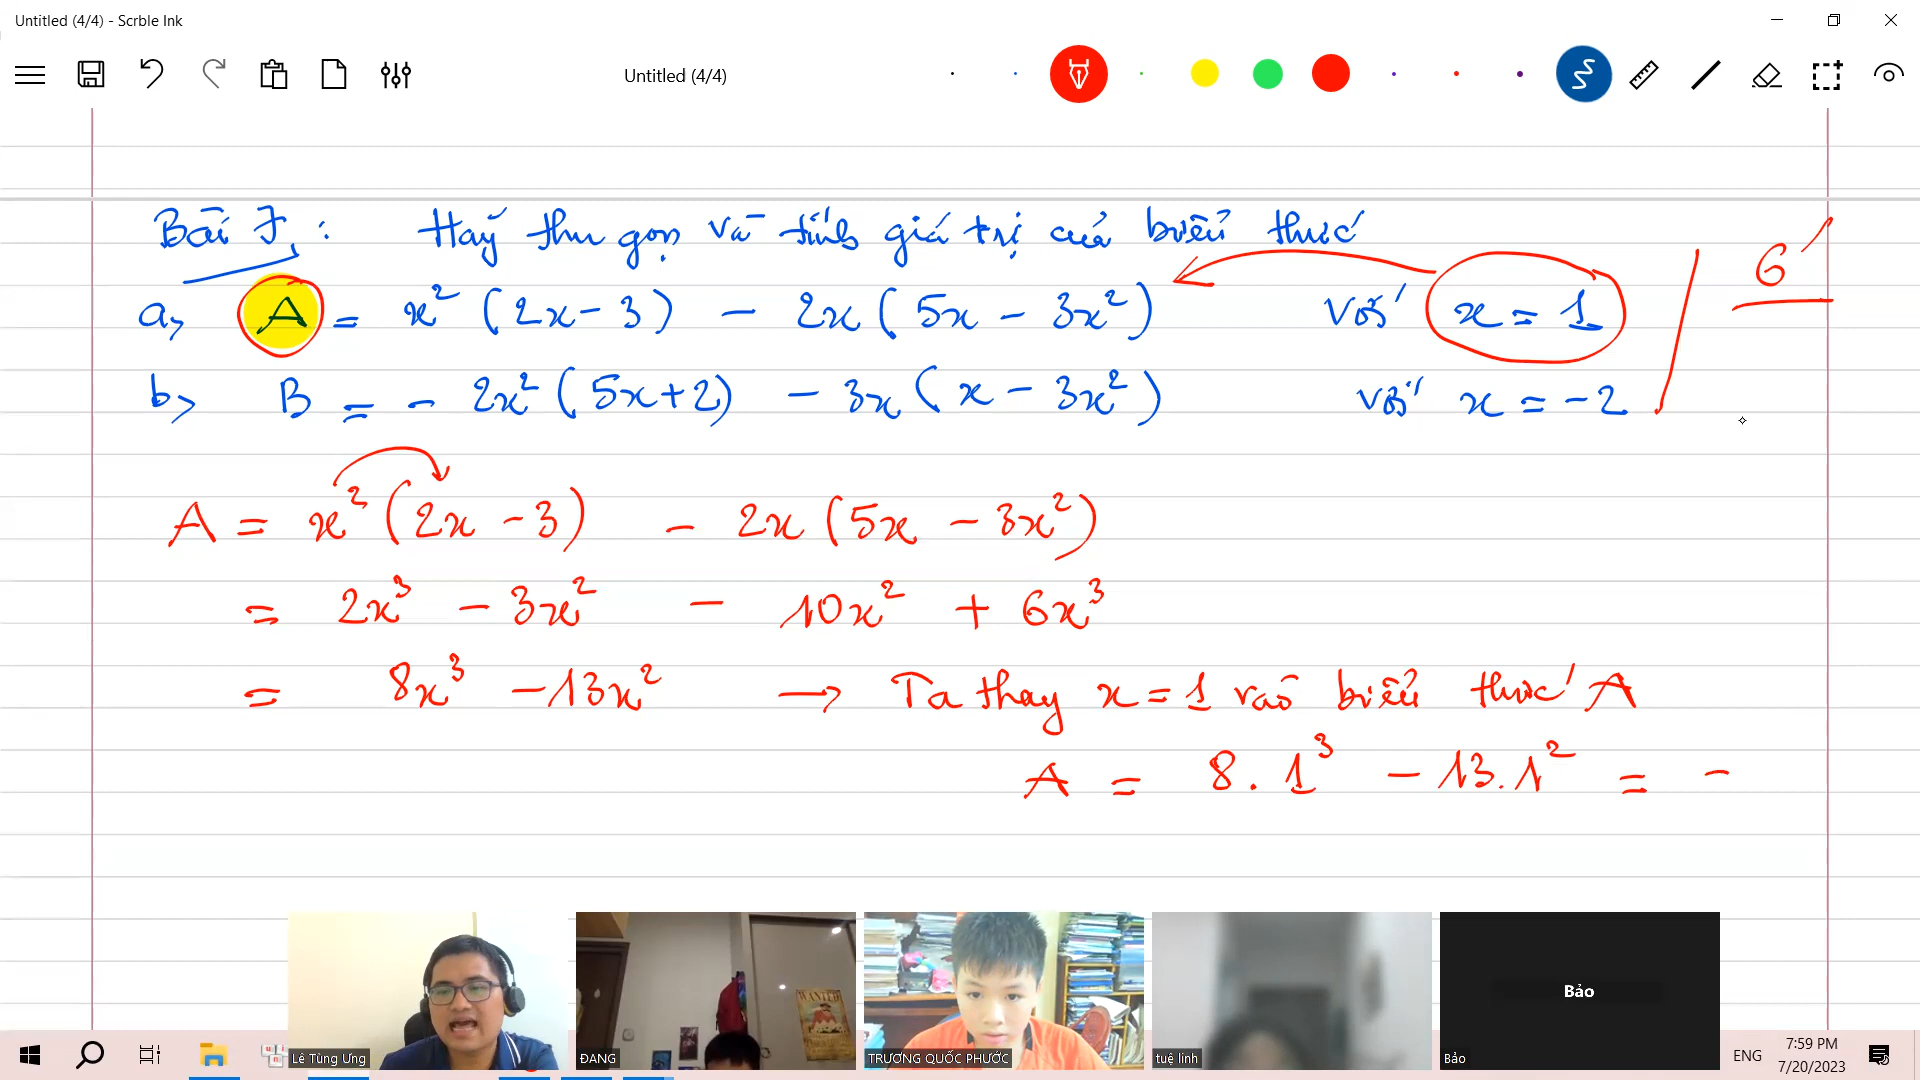 Untitled (4/4) - Scrble Ink
Untitled (4/4)
Bài 7: Hãy thu gọn và tính giá trị của biểu thức
6'
a, A = x² (2x - 3) - 2x (5x - 3x²) với x = 1
b, B = - 2x² (5x + 2) - 3x (x - 3x²) với x = -2
A = x² (2x - 3) - 2x (5x - 3x²)
= 2x³ - 3x² - 10x² + 6x³
= 8x³ - 13x² → Ta thay x = 1 vào biểu thức A
A = 8. 1³ - 13. 1² = -
WANTED
Bảo
Lê Tùng Ưng
ĐANG
TRƯƠNG QUỐC PHƯỚC
tuệ linh
Bảo
ENG
7:59 PM
7/20/2023